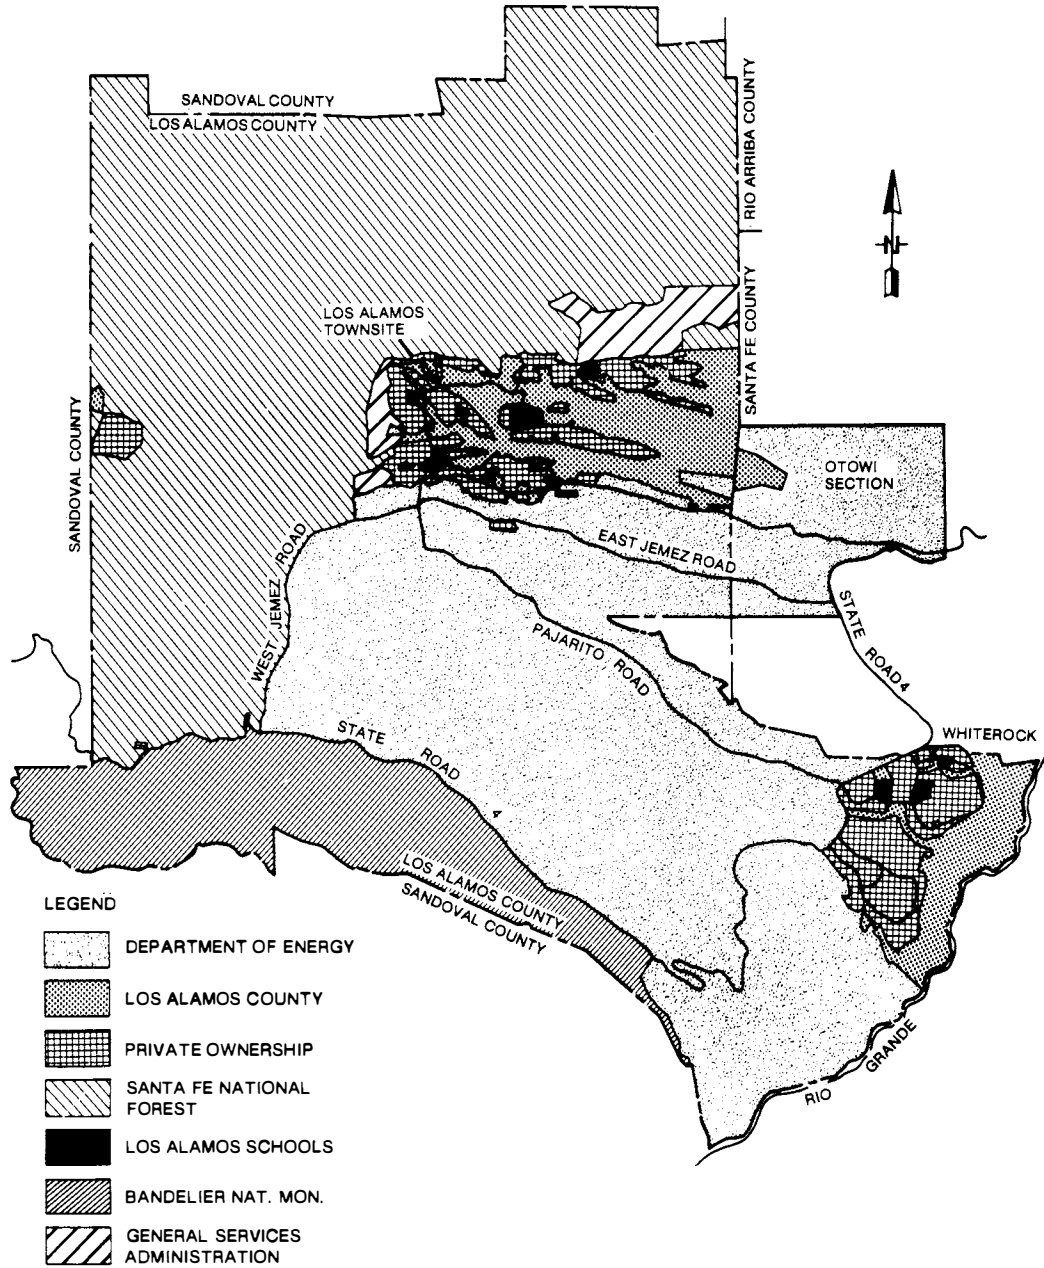 SANDOVAL COUNTY
LOS ALAMOS COUNTY
RIO ARRIBA COUNTY
N
SANTA FE COUNTY
LOS ALAMOS
TOWNSITE
SANDOVAL COUNTY
OTOWI
SECTION
WEST JEMEZ ROAD
EAST JEMEZ ROAD
STATE ROAD 4
PAJARITO ROAD
WHITEROCK
STATE ROAD 4
LOS ALAMOS COUNTY
SANDOVAL COUNTY
RIO GRANDE
LEGEND
DEPARTMENT OF ENERGY
LOS ALAMOS COUNTY
PRIVATE OWNERSHIP
SANTA FE NATIONAL
FOREST
LOS ALAMOS SCHOOLS
BANDELIER NAT. MON.
GENERAL SERVICES
ADMINISTRATION